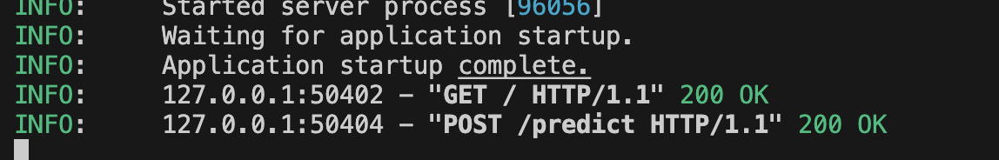 INFO:     Started server process [96056]
INFO:     Waiting for application startup.
INFO:     Application startup complete.
INFO:     127.0.0.1:50402 - "GET / HTTP/1.1" 200 OK
INFO:     127.0.0.1:50404 - "POST /predict HTTP/1.1" 200 OK